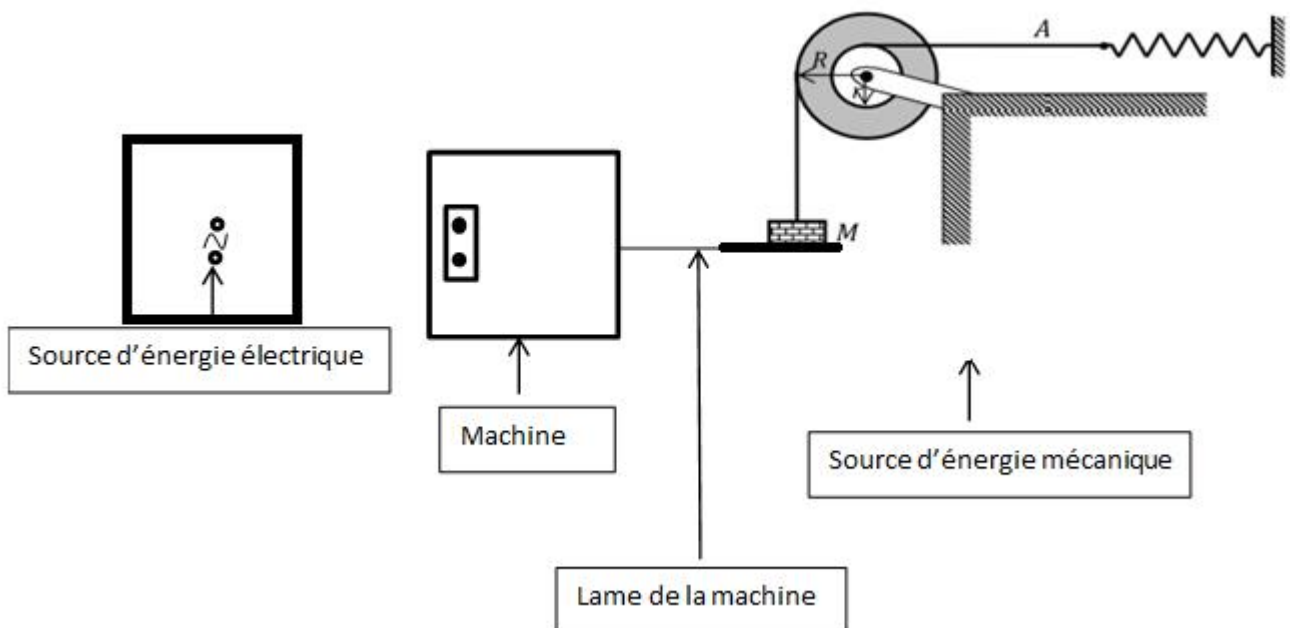 A
R
r
M
Source d'énergie électrique
Machine
Source d'énergie mécanique
Lame de la machine